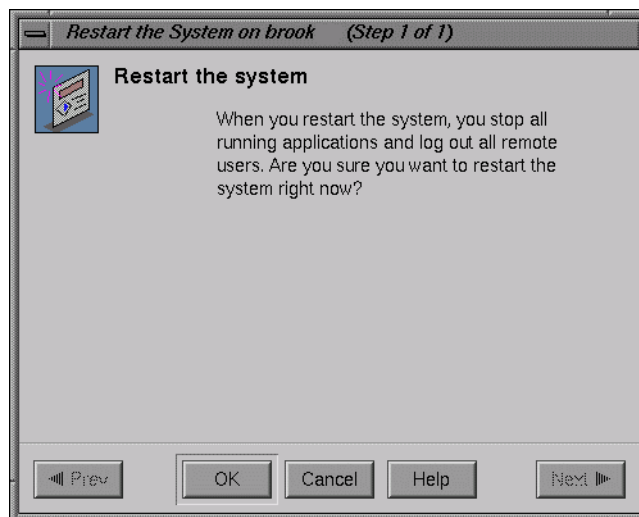 Restart the System on brook (Step 1 of 1)
Restart the system
When you restart the system, you stop all
running applications and log out all remote
users. Are you sure you want to restart the
system right now?
Prev OK Cancel Help Next